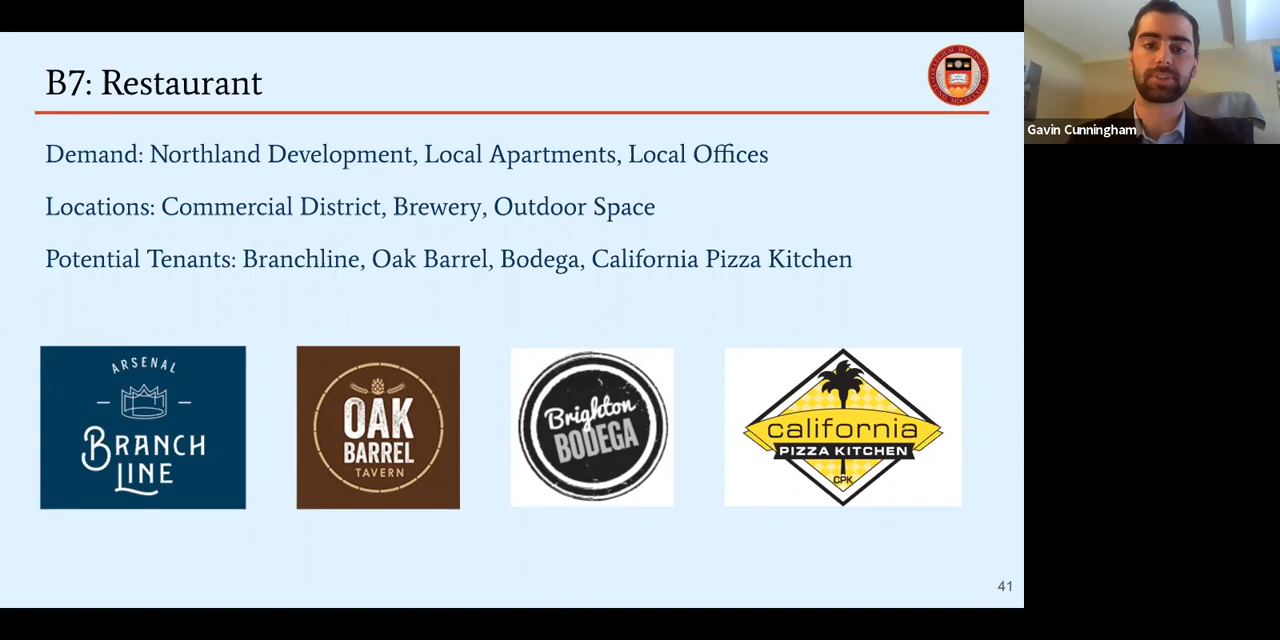 B7: Restaurant
Demand: Northland Development, Local Apartments, Local Offices
Locations: Commercial District, Brewery, Outdoor Space
Potential Tenants: Branchline, Oak Barrel, Bodega, California Pizza Kitchen
ARSENAL
BRANCH
LINE
OAK
BARREL
TAVERN
Brighton
BODEGA
california
PIZZA KITCHEN
CPK
41
Gavin Cunningham